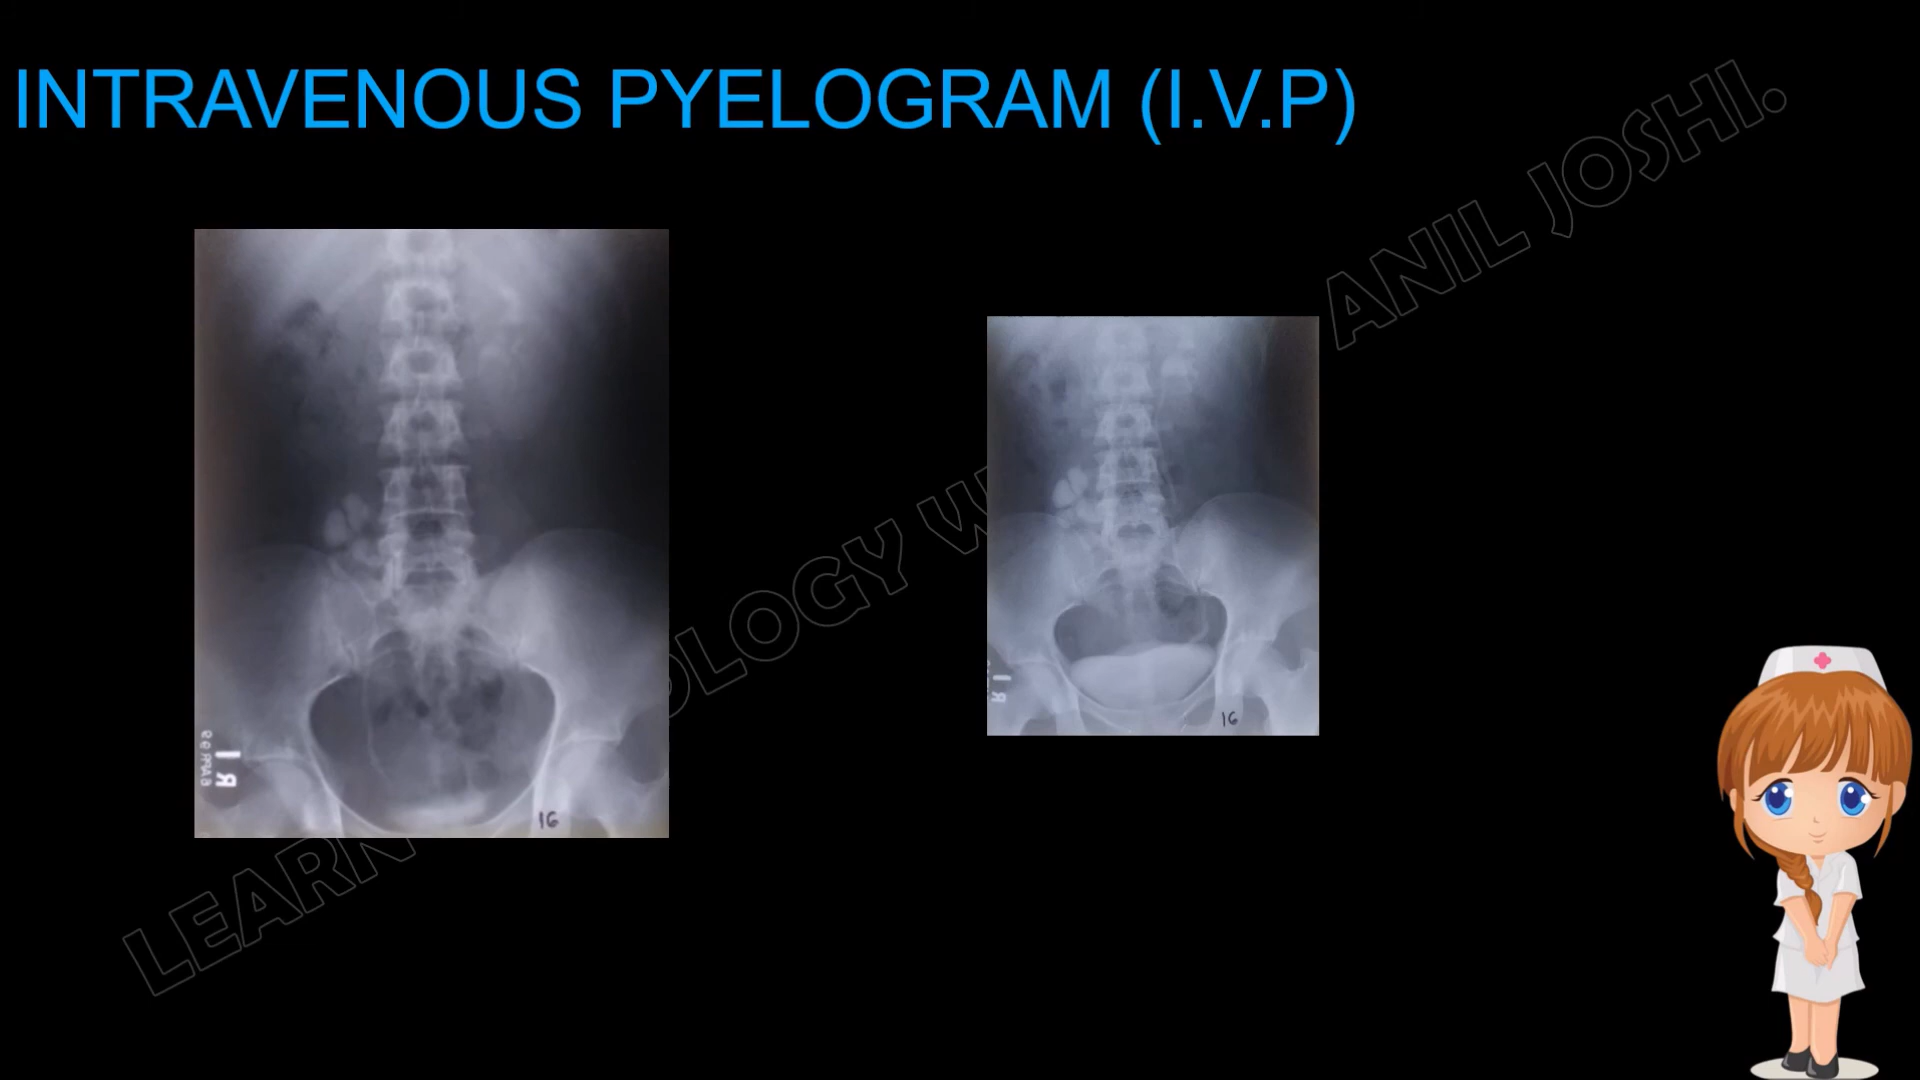 INTRAVENOUS PYELOGRAM (I.V.P)
ANIL JOSHI.
LEARN
OLOGY W
R
16
R
16